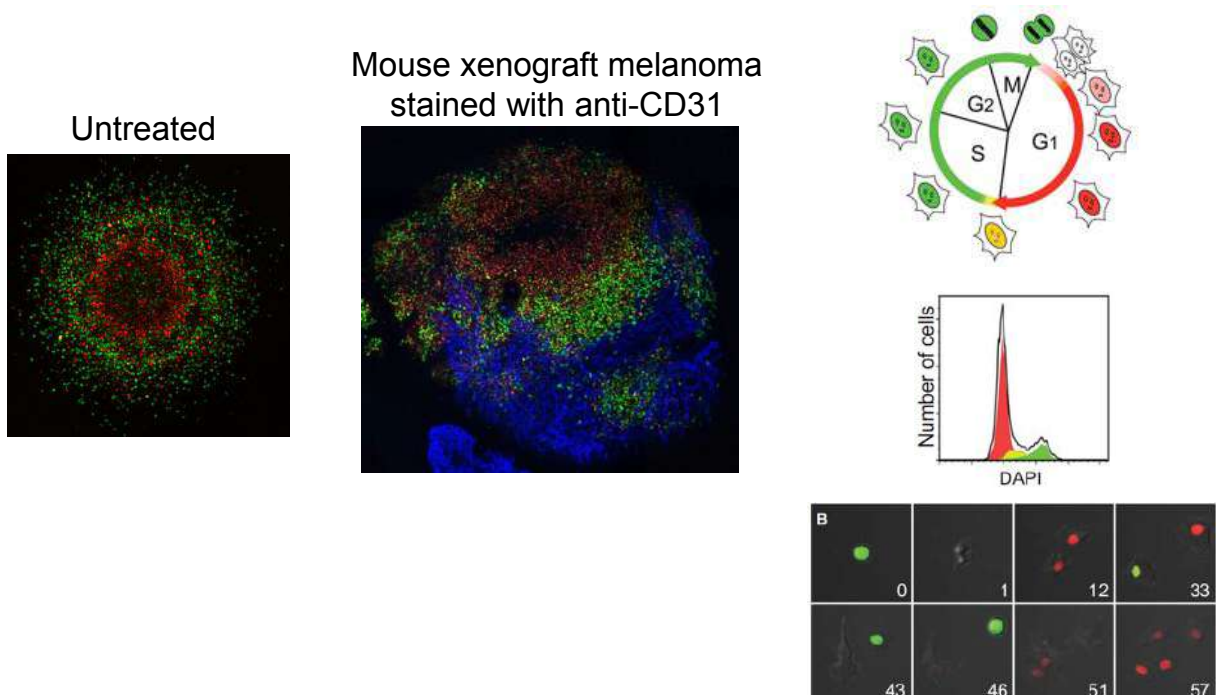 Untreated
Mouse xenograft melanoma
stained with anti-CD31
M
G2
G1
S
Number of cells
DAPI
B
0
1
12
33
43
46
51
57